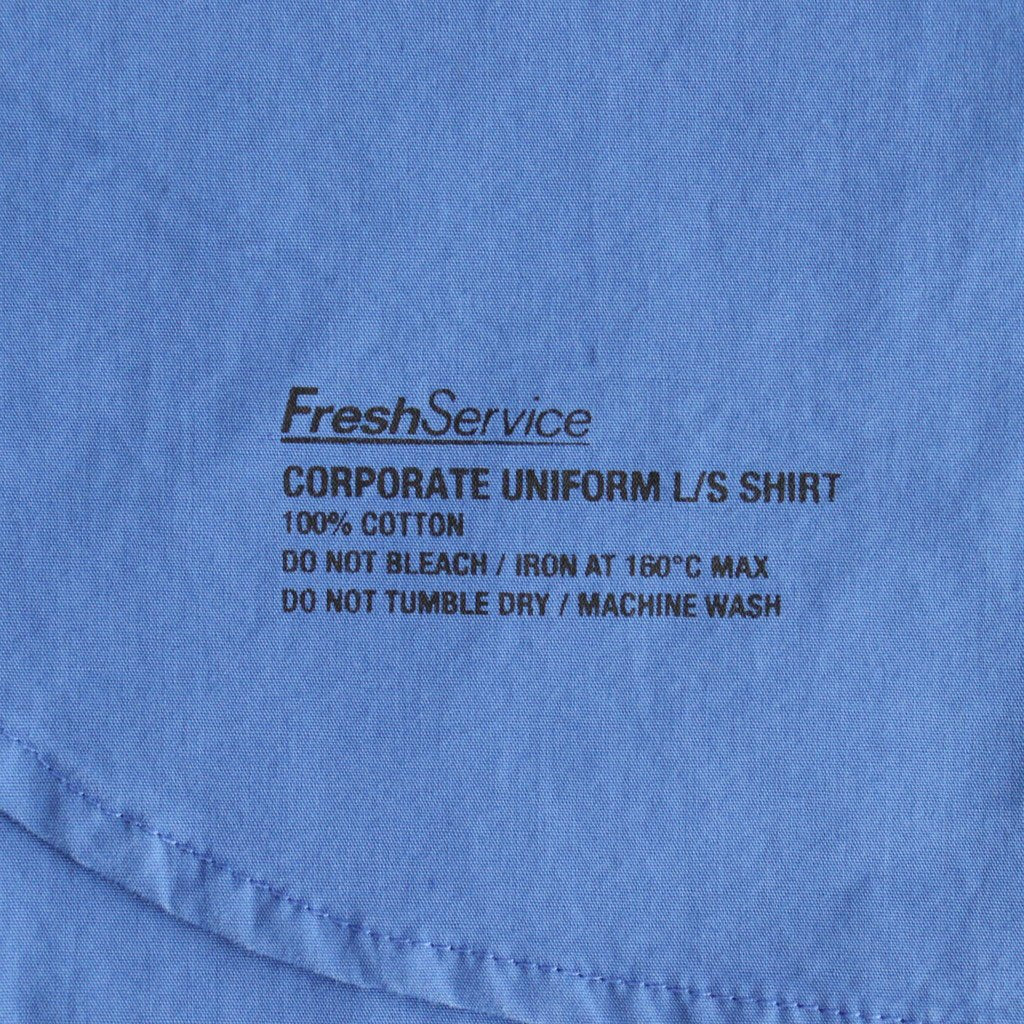 FreshService
CORPORATE UNIFORM L/S SHIRT
100% COTTON
DO NOT BLEACH / IRON AT 160°C MAX
DO NOT TUMBLE DRY / MACHINE WASH